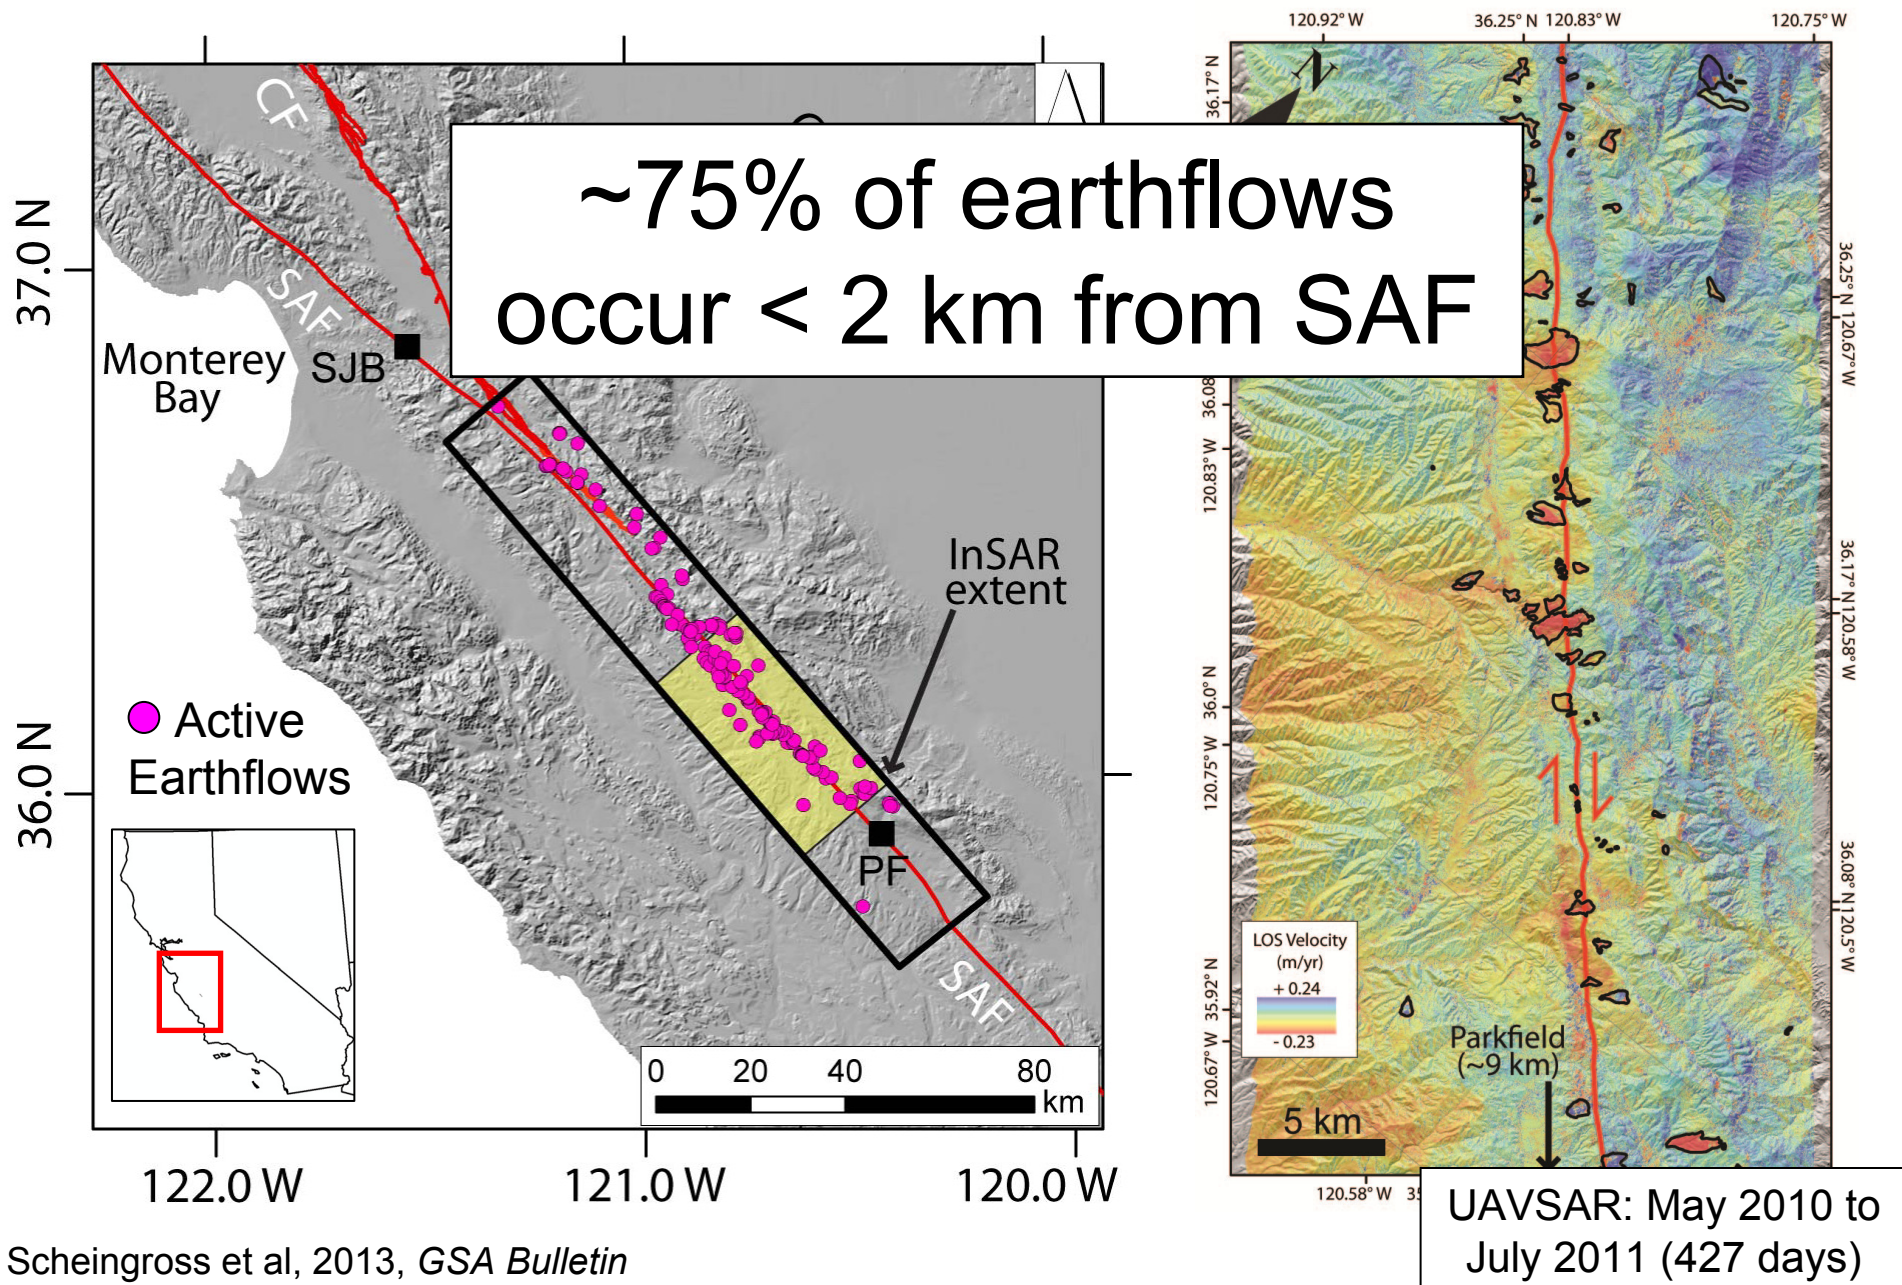 ~75% of earthflows
occur < 2 km from SAF
CF
SAF
37.0 N
36.0 N
Monterey
Bay
SJB
InSAR
extent
Active
Earthflows
PF
SAF
0 20 40 80
km
122.0 W 121.0 W 120.0 W
120.92° W 36.25° N 120.83° W 120.75° W
N
36.17° N
36.08
120.83° W
36.0° N
120.75° W
35.92° N
120.67° W
36.25° N 120.67° W
36.17° N 120.58° W
36.08° N 120.5° W
LOS Velocity
(m/yr)
+ 0.24
- 0.23
Parkfield
(~9 km)
5 km
120.58° W 35
UAVSAR: May 2010 to
July 2011 (427 days)
Scheingross et al, 2013, GSA Bulletin